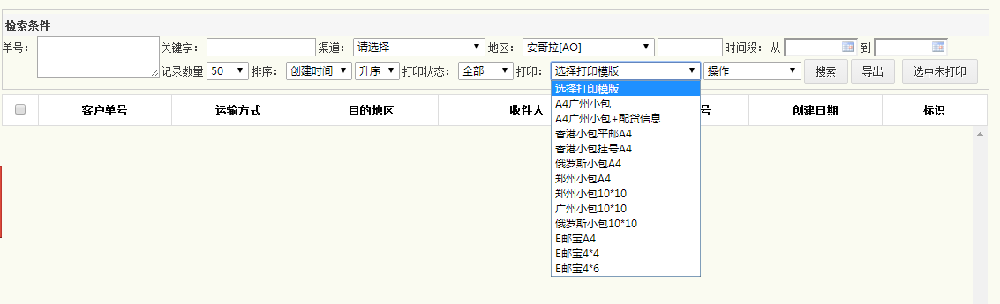 检索条件
单号： 关键字： 渠道： 请选择 地区： 安哥拉[AO] 时间段： 从 到
记录数量 50 排序： 创建时间 升序 打印状态： 全部 打印： 选择打印模版 操作 搜索 导出 选中未打印
客户单号 运输方式 目的地区 收件人 号 创建日期 标识
选择打印模版
A4广州小包
A4广州小包+配货信息
香港小包平邮A4
香港小包挂号A4
俄罗斯小包A4
郑州小包A4
郑州小包10*10
广州小包10*10
俄罗斯小包10*10
E邮宝A4
E邮宝4*4
E邮宝4*6